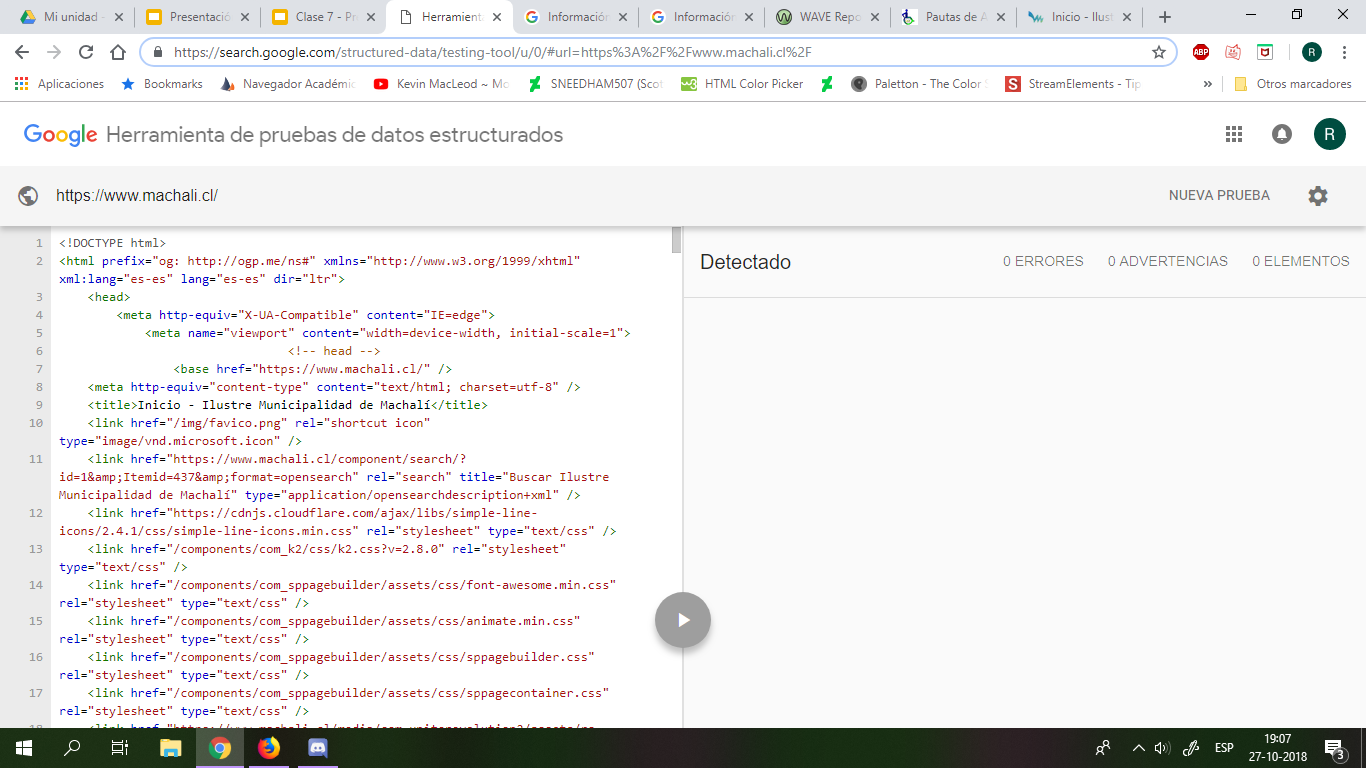 Mi unidad -
Presentació
Clase 7 - Pr
Herramient
Información
Información
WAVE Repo
Pautas de A
Inicio - Ilust
https://search.google.com/structured-data/testing-tool/u/0/#url=https%3A%2F%2Fwww.machali.cl%2F
ABP
R
Aplicaciones
Bookmarks
Navegador Académic
Kevin MacLeod ~ Mo
SNEEDHAM507 (Scot
HTML Color Picker
Paletton - The Color S
StreamElements - Tip
»
Otros marcadores
Google Herramienta de pruebas de datos estructurados
R
https://www.machali.cl/
NUEVA PRUEBA
1 <!DOCTYPE html>
2 <html prefix="og: http://ogp.me/ns#" xmlns="http://www.w3.org/1999/xhtml"
xml:lang="es-es" lang="es-es" dir="ltr">
3 <head>
4 <meta http-equiv="X-UA-Compatible" content="IE=edge">
5 <meta name="viewport" content="width=device-width, initial-scale=1">
6 <!-- head -->
7 <base href="https://www.machali.cl/" />
8 <meta http-equiv="content-type" content="text/html; charset=utf-8" />
9 <title>Inicio - Ilustre Municipalidad de Machalí</title>
10 <link href="/img/favico.png" rel="shortcut icon"
type="image/vnd.microsoft.icon" />
11 <link href="https://www.machali.cl/component/search/?
id=1&amp;Itemid=437&amp;format=opensearch" rel="search" title="Buscar Ilustre
Municipalidad de Machalí" type="application/opensearchdescription+xml" />
12 <link href="https://cdnjs.cloudflare.com/ajax/libs/simple-line-
icons/2.4.1/css/simple-line-icons.min.css" rel="stylesheet" type="text/css" />
13 <link href="/components/com_k2/css/k2.css?v=2.8.0" rel="stylesheet"
type="text/css" />
14 <link href="/components/com_sppagebuilder/assets/css/font-awesome.min.css"
rel="stylesheet" type="text/css" />
15 <link href="/components/com_sppagebuilder/assets/css/animate.min.css"
rel="stylesheet" type="text/css" />
16 <link href="/components/com_sppagebuilder/assets/css/sppagebuilder.css"
rel="stylesheet" type="text/css" />
17 <link href="/components/com_sppagebuilder/assets/css/sppagecontainer.css"
rel="stylesheet" type="text/css" />
Detectado
0 ERRORES
0 ADVERTENCIAS
0 ELEMENTOS
ESP
19:07
27-10-2018
3